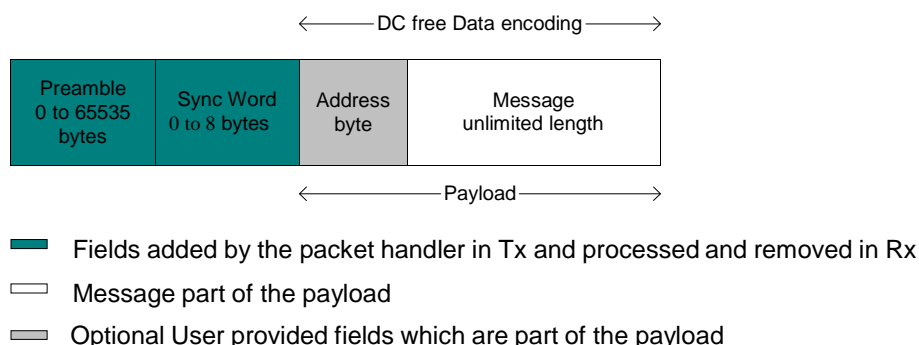 DC free Data encoding
Preamble
0 to 65535
bytes
Sync Word
0 to 8 bytes
Address
byte
Message
unlimited length
Payload
Fields added by the packet handler in Tx and processed and removed in Rx
Message part of the payload
Optional User provided fields which are part of the payload